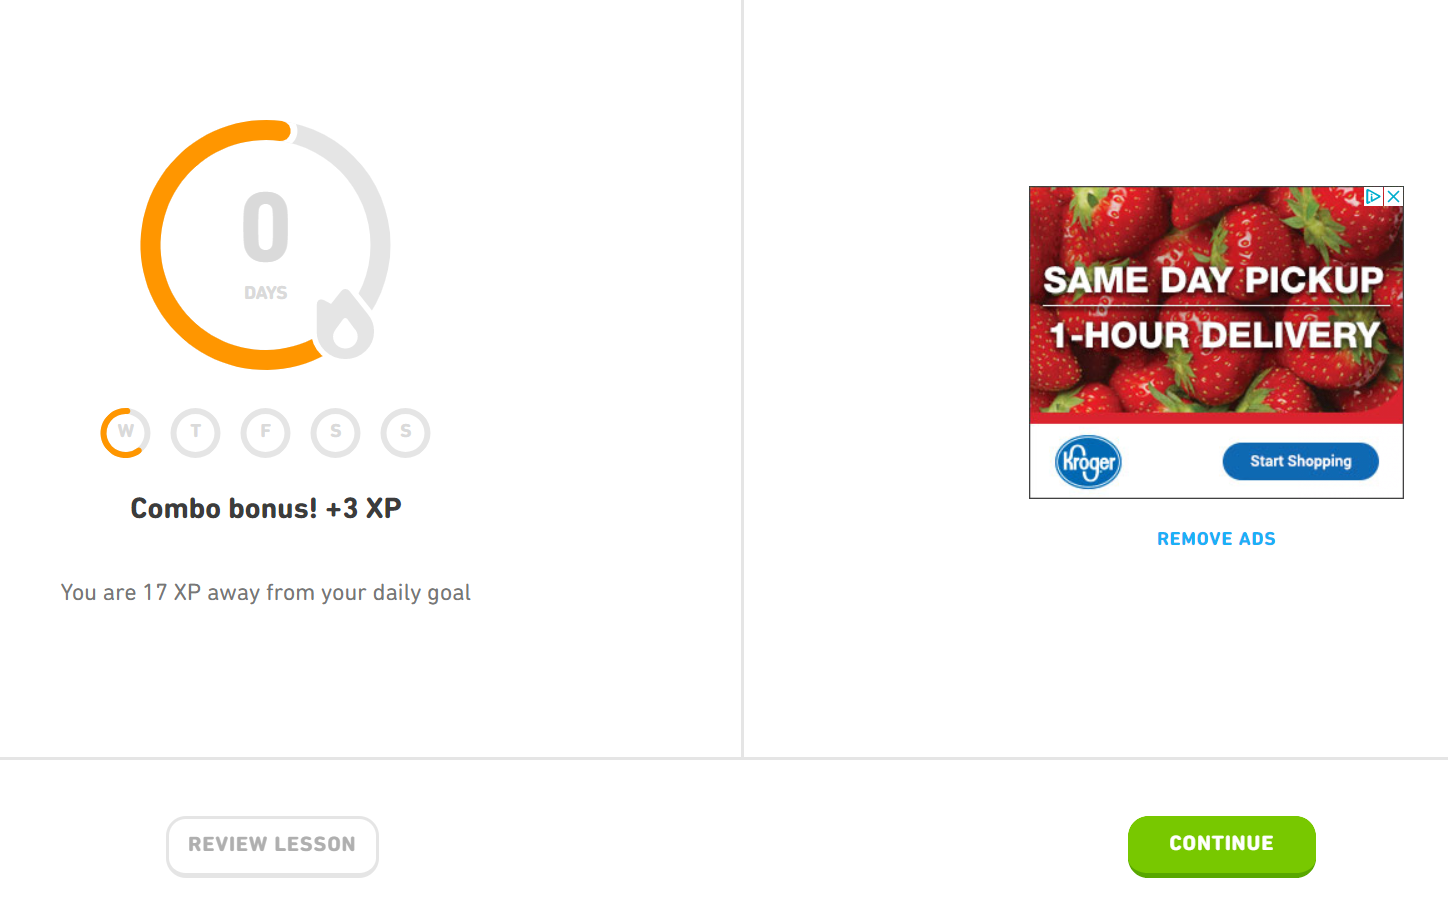 0
DAYS
W T F S S
Combo bonus! +3 XP
You are 17 XP away from your daily goal
SAME DAY PICKUP
1-HOUR DELIVERY
Kroger
Start Shopping
REMOVE ADS
REVIEW LESSON
CONTINUE